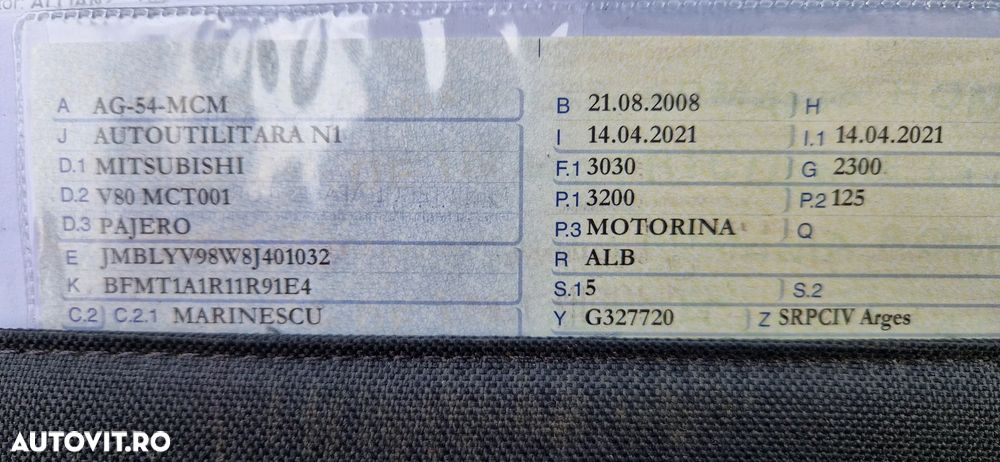 A AG-54-MCM
J AUTOUTILITARA N1
D.1 MITSUBISHI
D.2 V80 MCT001
D.3 PAJERO
E JMBLYV98W8J401032
K BFMT1A1R11R91E4
C.2 C.2.1 MARINESCU
B 21.08.2008 H
I 14.04.2021 I.1 14.04.2021
F.1 3030 G 2300
P.1 3200 P.2 125
P.3 MOTORINA Q
R ALB
S.1 5 S.2
Y G327720 Z SRPCIV Arges
AUTOVIT.RO